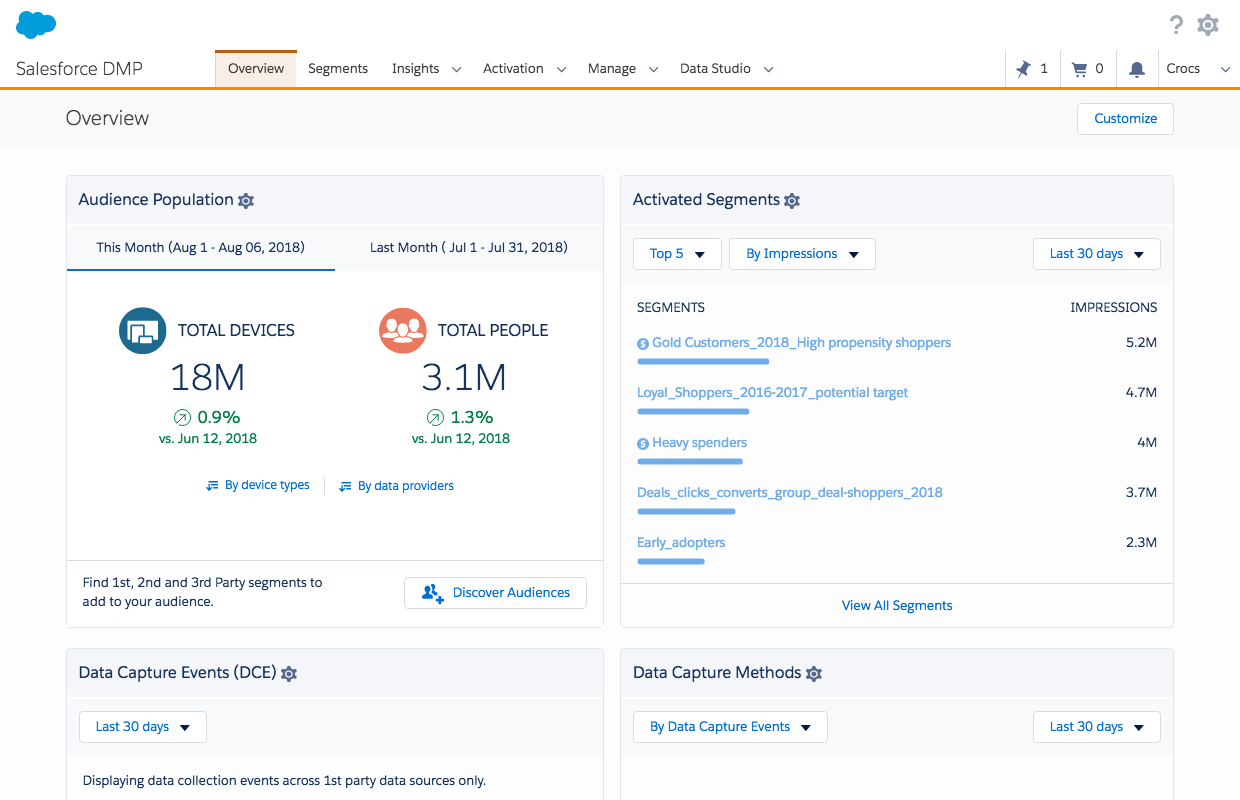 Salesforce DMP
Overview Segments Insights Activation Manage Data Studio 1 0 Crocs
Overview
Customize
Audience Population
This Month (Aug 1 - Aug 06, 2018) Last Month ( Jul 1 - Jul 31, 2018)
TOTAL DEVICES
18M
0.9%
vs. Jun 12, 2018
TOTAL PEOPLE
3.1M
1.3%
vs. Jun 12, 2018
By device types By data providers
Find 1st, 2nd and 3rd Party segments to
add to your audience.
Discover Audiences
Activated Segments
Top 5 By Impressions Last 30 days
SEGMENTS IMPRESSIONS
Gold Customers_2018_High propensity shoppers 5.2M
Loyal_Shoppers_2016-2017_potential target 4.7M
Heavy spenders 4M
Deals_clicks_converts_group_deal-shoppers_2018 3.7M
Early_adopters 2.3M
View All Segments
Data Capture Events (DCE)
Last 30 days
Displaying data collection events across 1st party data sources only.
Data Capture Methods
By Data Capture Events Last 30 days